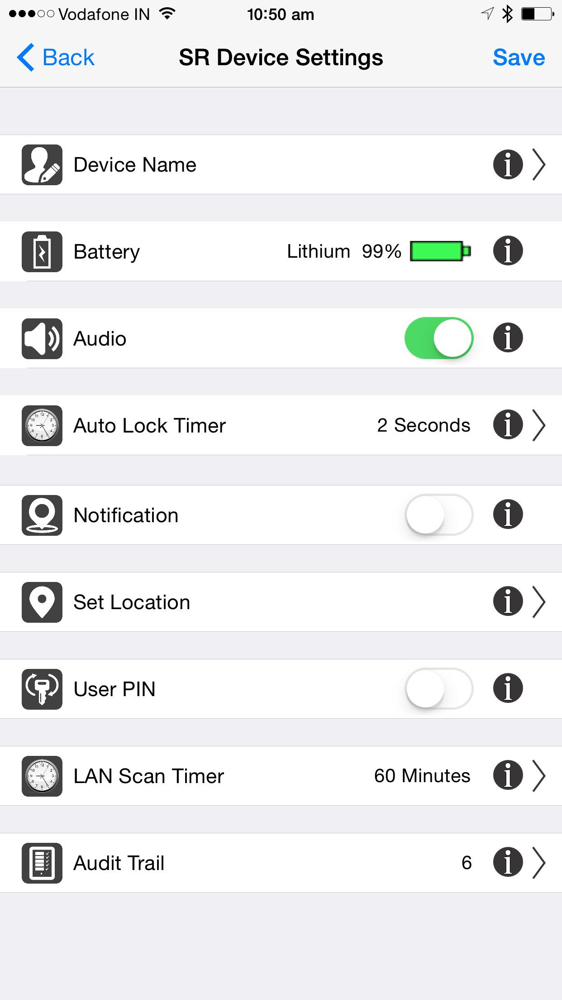 Vodafone IN 10:50 am
Back SR Device Settings Save
Device Name
Battery Lithium 99%
Audio
Auto Lock Timer 2 Seconds
Notification
Set Location
User PIN
LAN Scan Timer 60 Minutes
Audit Trail 6